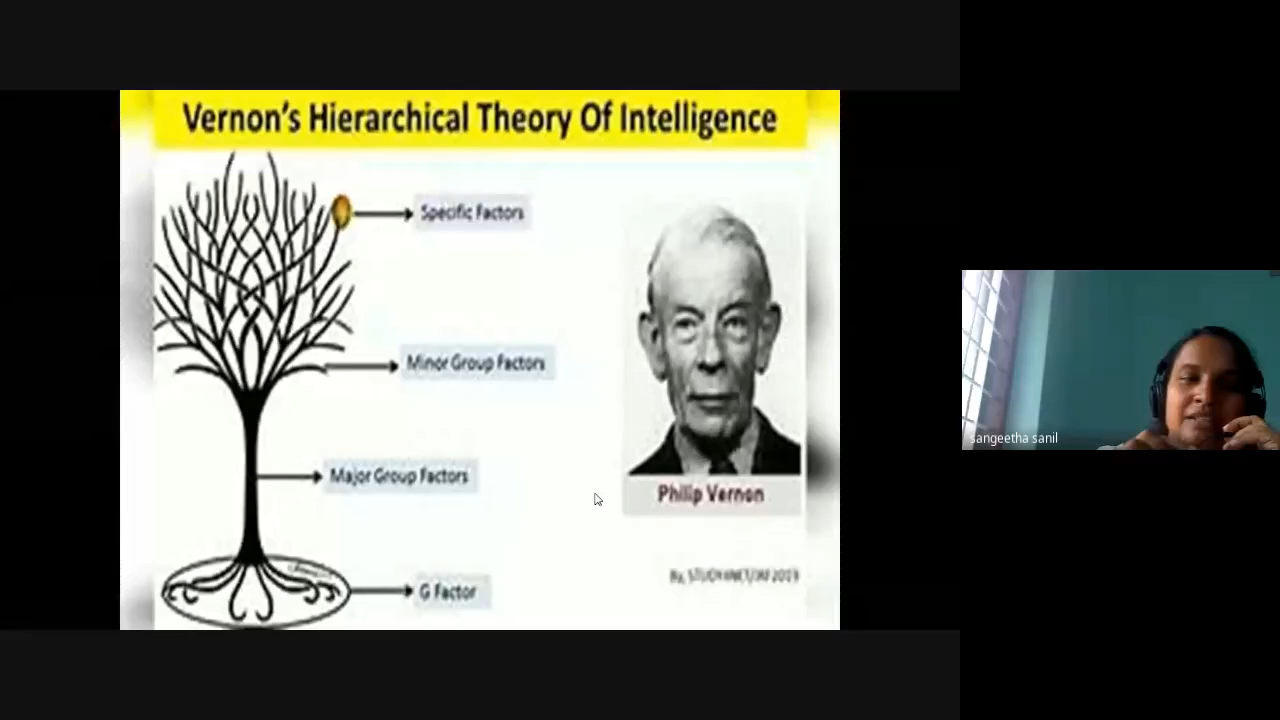 Vernon's Hierarchical Theory Of Intelligence
Specific Factors
Minor Group Factors
Major Group Factors
Philip Vernon
G Factor
sangeetha sanil